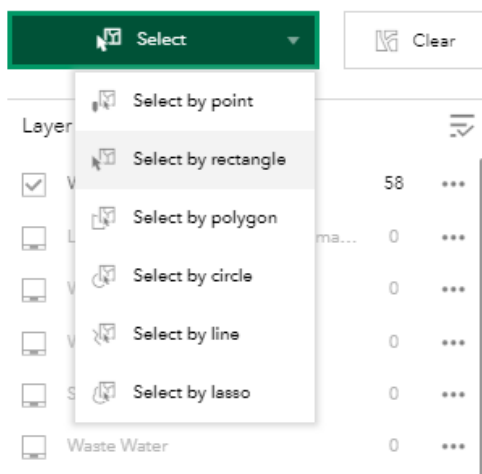 Select
Clear
Select by point
Layer
Select by rectangle
58
Select by polygon
ma... 0
Select by circle
0
Select by line
0
Select by lasso
0
Waste Water 0